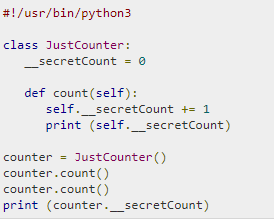 #!/usr/bin/python3

class JustCounter:
   __secretCount = 0

   def count(self):
      self.__secretCount += 1
      print (self.__secretCount)

counter = JustCounter()
counter.count()
counter.count()
print (counter.__secretCount)